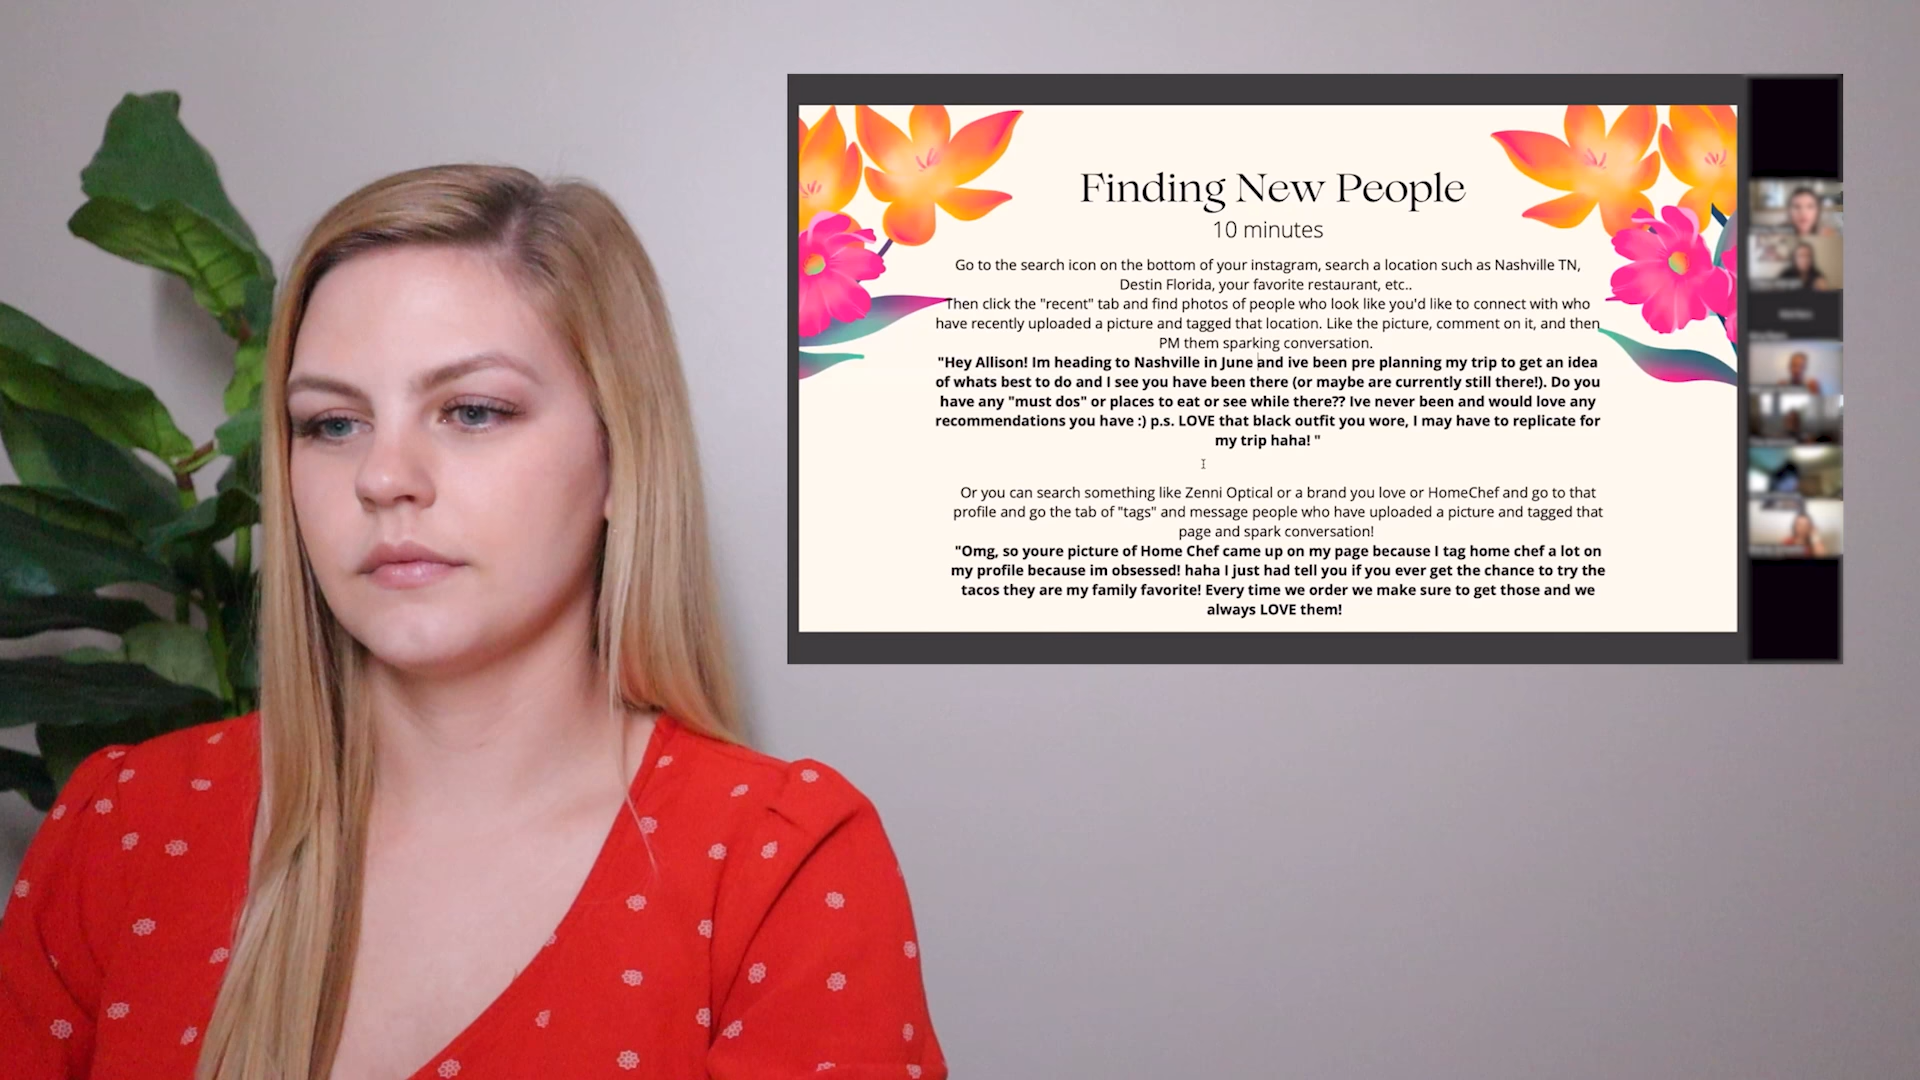 Finding New People
10 minutes
Go to the search icon on the bottom of your instagram, search a location such as Nashville TN,
Destin Florida, your favorite restaurant, etc..
Then click the "recent" tab and find photos of people who look like you'd like to connect with who
have recently uploaded a picture and tagged that location. Like the picture, comment on it, and then
PM them sparking conversation.
"Hey Allison! Im heading to Nashville in June and ive been pre planning my trip to get an idea
of whats best to do and I see you have been there (or maybe are currently still there!). Do you
have any "must dos" or places to eat or see while there?? Ive never been and would love any
recommendations you have :) p.s. LOVE that black outfit you wore, I may have to replicate for
my trip haha! "
Or you can search something like Zenni Optical or a brand you love or HomeChef and go to that
profile and go the tab of "tags" and message people who have uploaded a picture and tagged that
page and spark conversation!
"Omg, so youre picture of Home Chef came up on my page because I tag home chef a lot on
my profile because im obsessed! haha I just had tell you if you ever get the chance to try the
tacos they are my family favorite! Every time we order we make sure to get those and we
always LOVE them!